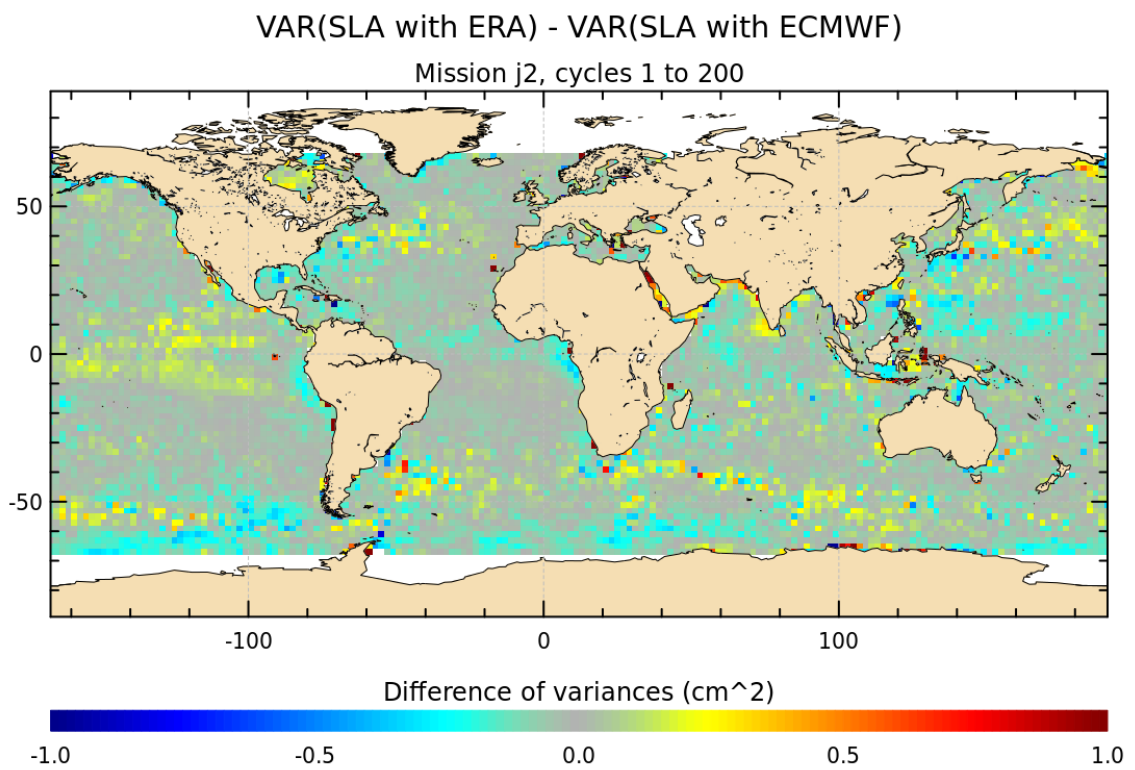 VAR(SLA with ERA) - VAR(SLA with ECMWF)
Mission j2, cycles 1 to 200
50
0
-50
-100 0 100
Difference of variances (cm^2)
-1.0 -0.5 0.0 0.5 1.0